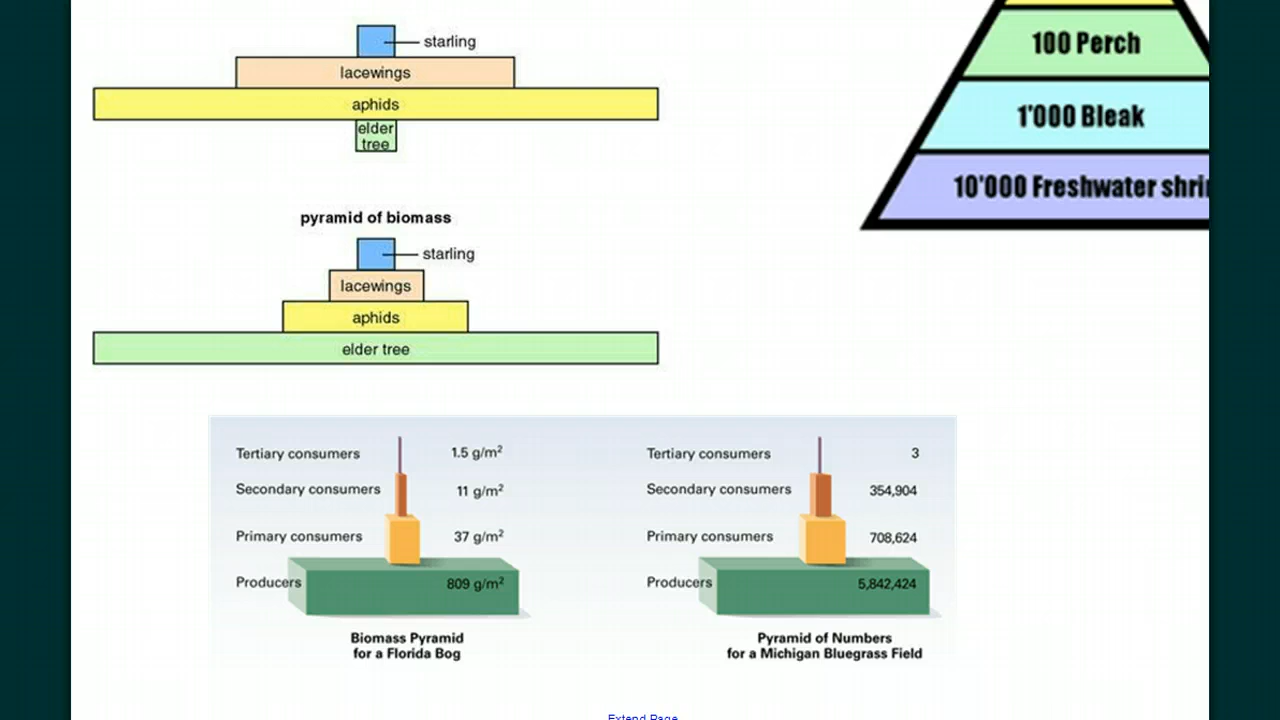 starling
lacewings
aphids
elder
tree
100 Perch
1'000 Bleak
10'000 Freshwater
pyramid of biomass
starling
lacewings
aphids
elder tree
Tertiary consumers 1.5 g/m²
Secondary consumers 11 g/m²
Primary consumers 37 g/m²
Producers 809 g/m²
Biomass Pyramid
for a Florida Bog
Tertiary consumers 3
Secondary consumers 354,904
Primary consumers 708,624
Producers 5,842,424
Pyramid of Numbers
for a Michigan Bluegrass Field
Extend Page